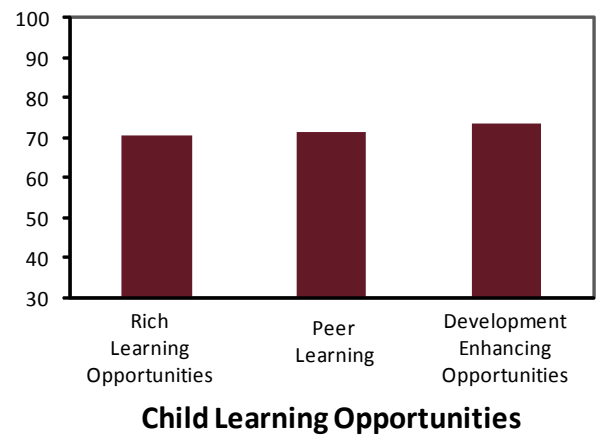 100
90
80
70
60
50
40
30
Rich
Learning
Opportunities
Peer
Learning
Development
Enhancing
Opportunities
Child Learning Opportunities